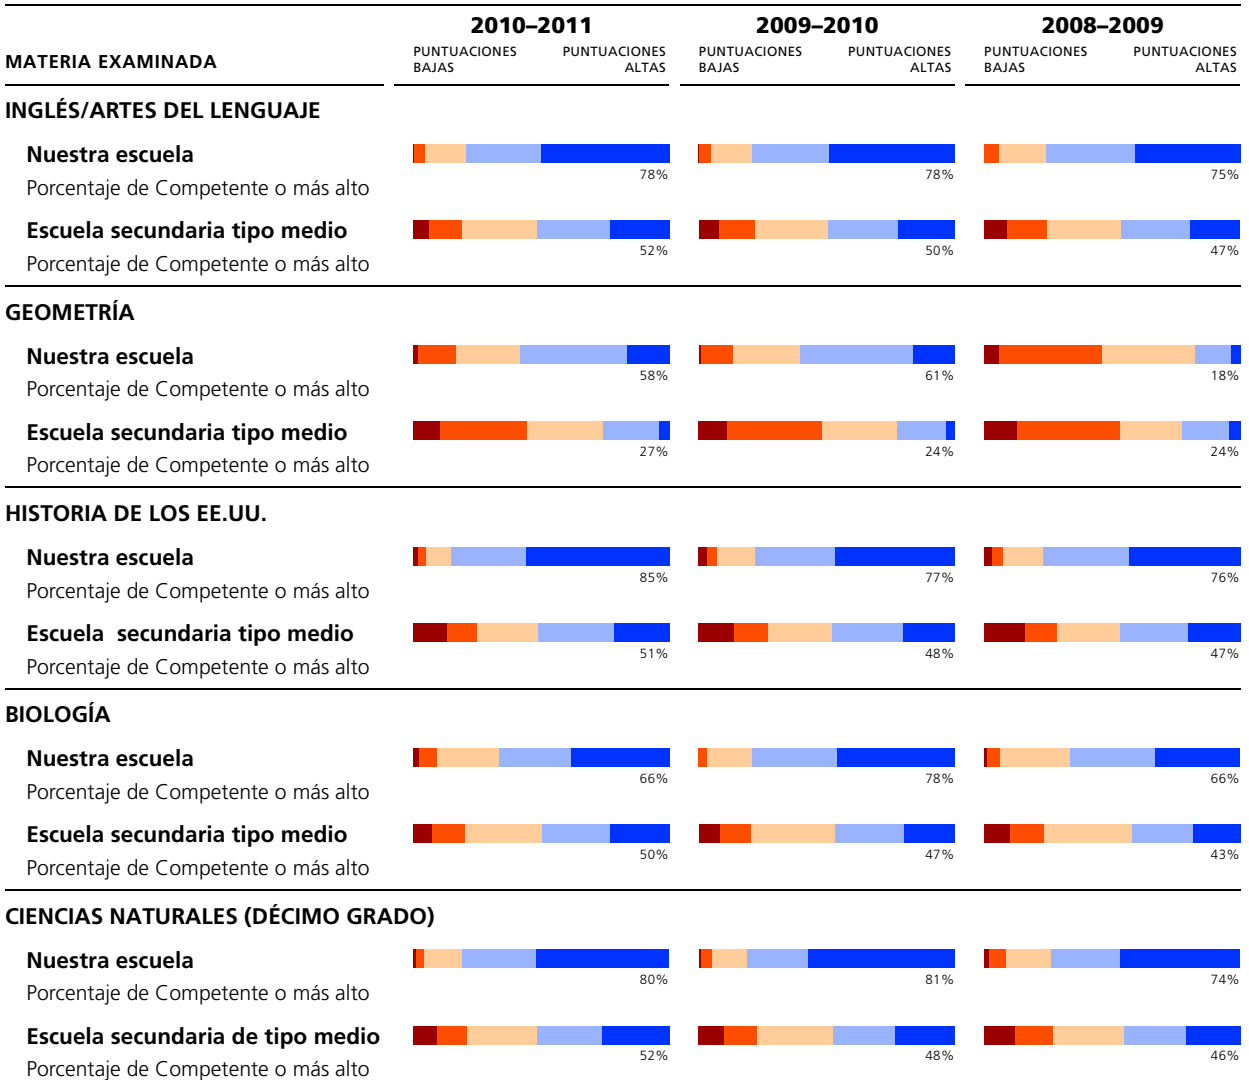 2010–2011 2009–2010 2008–2009
MATERIA EXAMINADA PUNTUACIONES BAJAS PUNTUACIONES ALTAS PUNTUACIONES BAJAS PUNTUACIONES ALTAS PUNTUACIONES BAJAS PUNTUACIONES ALTAS
INGLÉS/ARTES DEL LENGUAJE
Nuestra escuela
Porcentaje de Competente o más alto 78% 78% 75%
Escuela secundaria tipo medio
Porcentaje de Competente o más alto 52% 50% 47%
GEOMETRÍA
Nuestra escuela
Porcentaje de Competente o más alto 58% 61% 18%
Escuela secundaria tipo medio
Porcentaje de Competente o más alto 27% 24% 24%
HISTORIA DE LOS EE.UU.
Nuestra escuela
Porcentaje de Competente o más alto 85% 77% 76%
Escuela secundaria tipo medio
Porcentaje de Competente o más alto 51% 48% 47%
BIOLOGÍA
Nuestra escuela
Porcentaje de Competente o más alto 66% 78% 66%
Escuela secundaria tipo medio
Porcentaje de Competente o más alto 50% 47% 43%
CIENCIAS NATURALES (DÉCIMO GRADO)
Nuestra escuela
Porcentaje de Competente o más alto 80% 81% 74%
Escuela secundaria de tipo medio
Porcentaje de Competente o más alto 52% 48% 46%